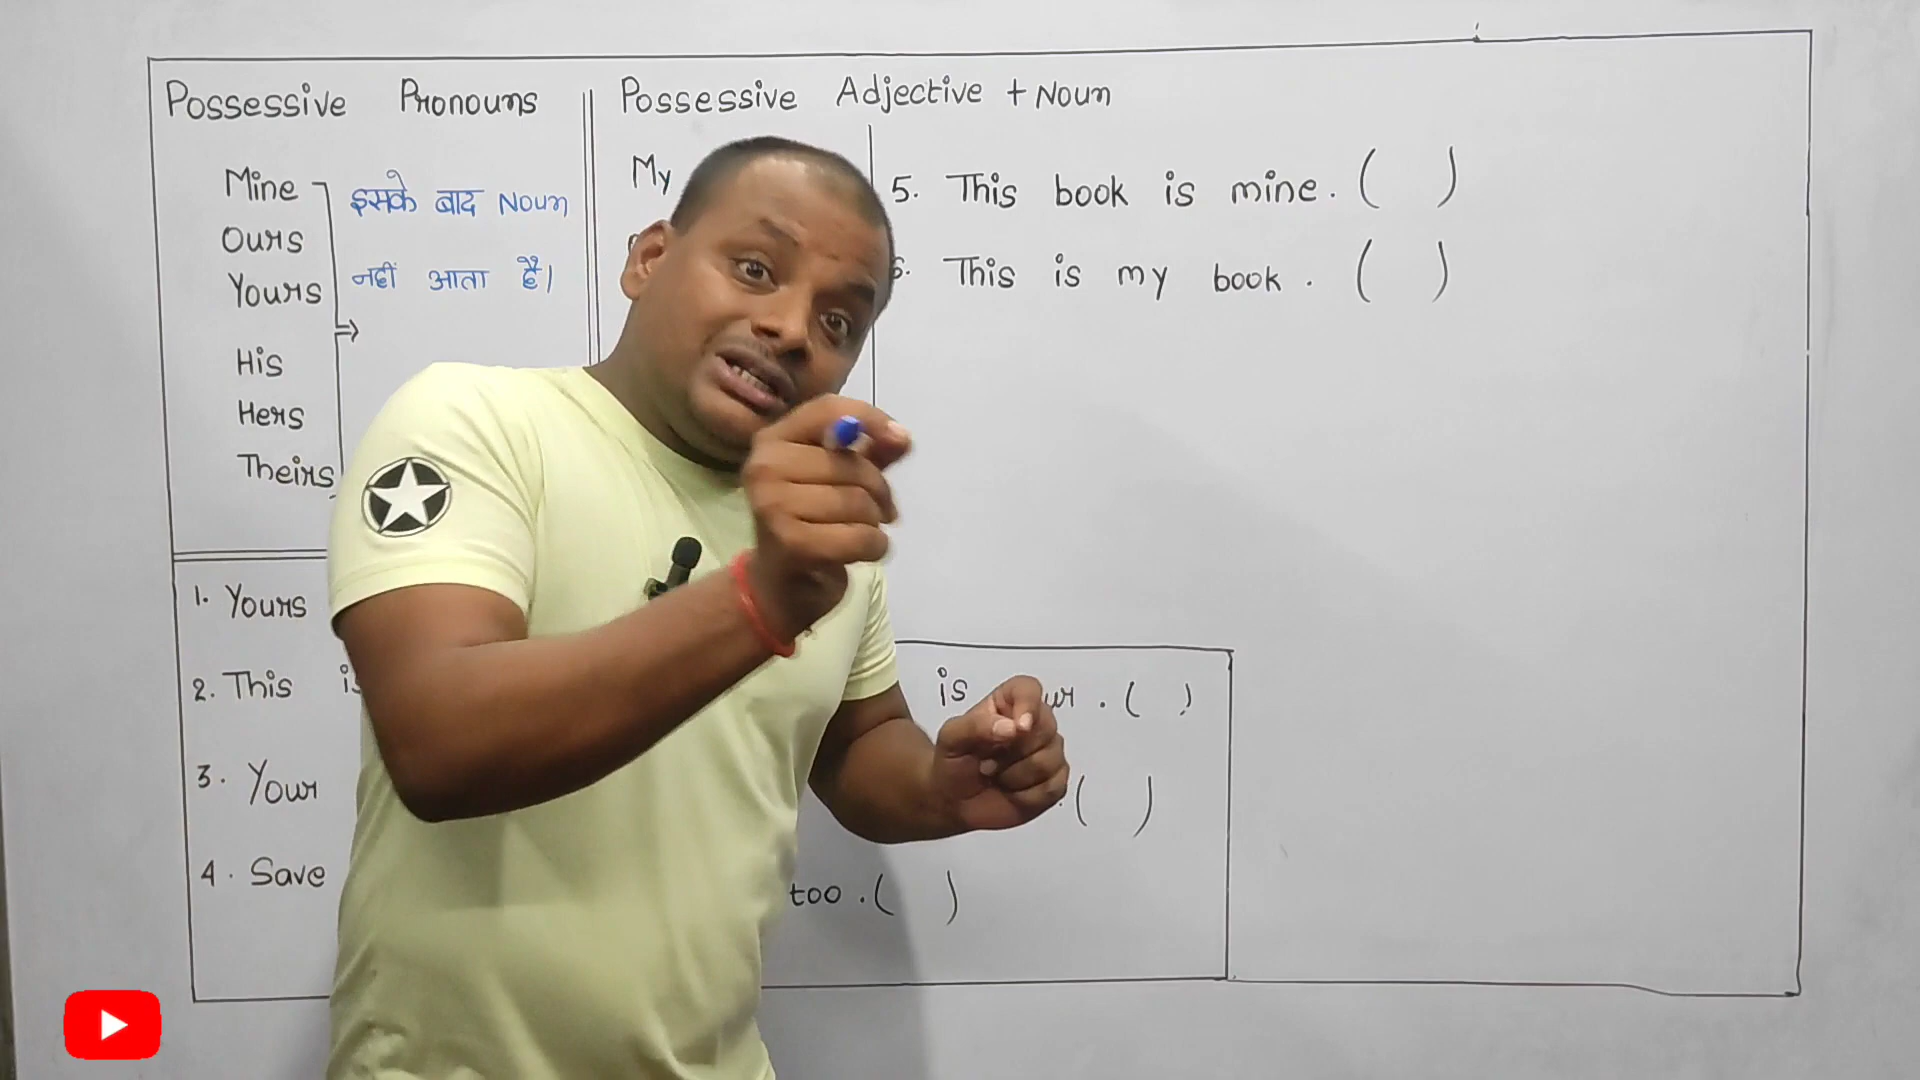 Possessive Pronouns
Mine
Ours
Yours
His
Hers
Theirs
इसके बाद Noun
नहीं आता है।
Possessive Adjective + Noun
My
5. This book is mine. ( )
6. This is my book. ( )
1. Yours
2. This is
is . ( )
3. Your
. ( )
4. Save
too . ( )